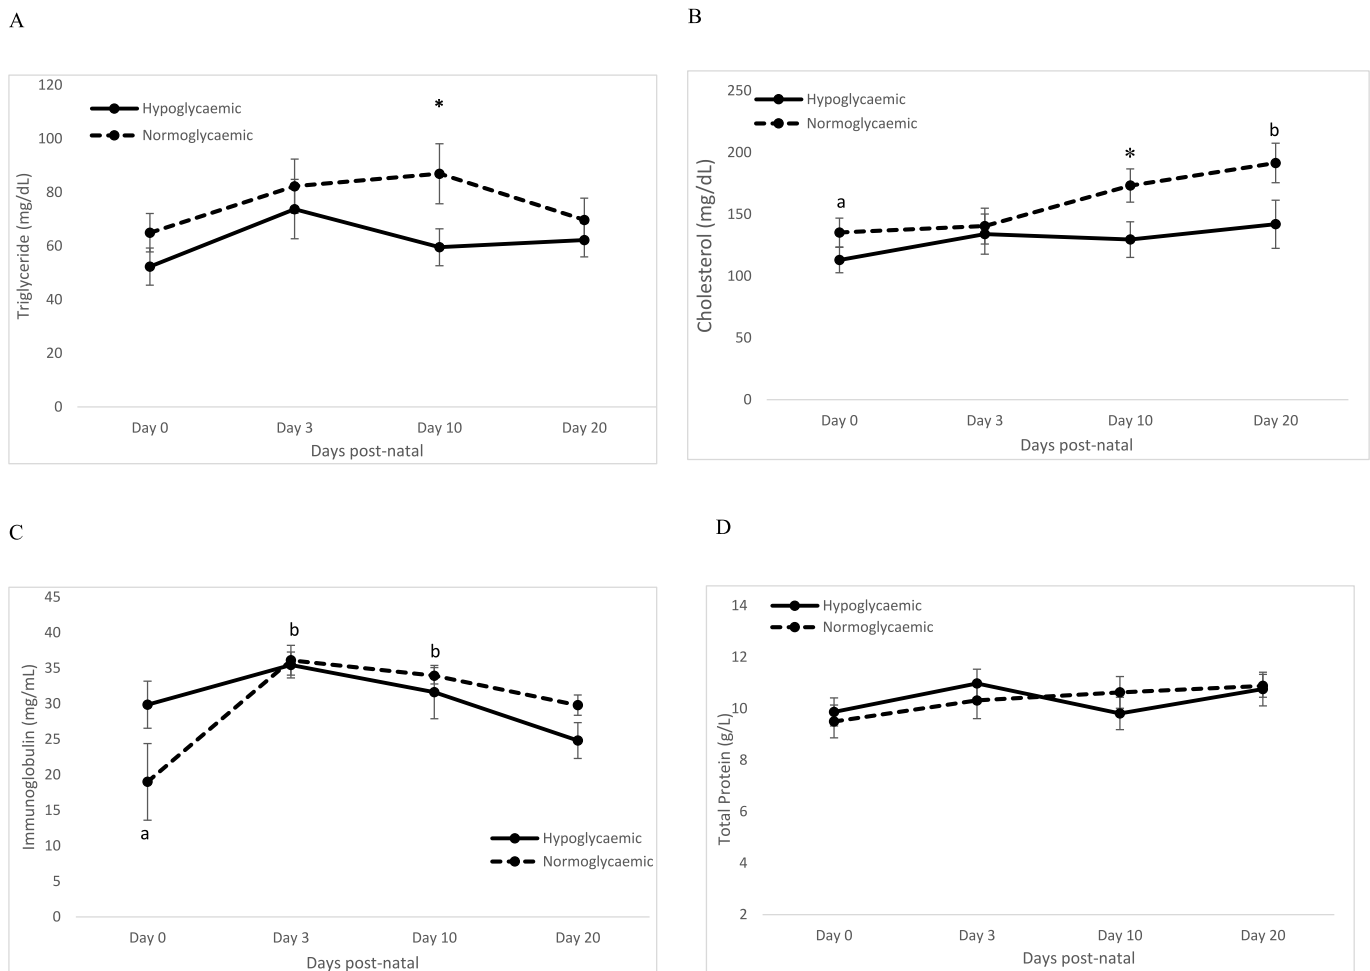 A
120
100
80
60
40
20
0
Triglyceride (mg/dL)
Hypoglycaemic
Normoglycaemic
*
Day 0 Day 3 Day 10 Day 20
Days post-natal
B
250
200
150
100
50
0
Cholesterol (mg/dL)
Hypoglycaemic
Normoglycaemic
a
*
b
Day 0 Day 3 Day 10 Day 20
Days post-natal
C
45
40
35
30
25
20
15
10
5
0
Immunoglobulin (mg/mL)
b
b
a
Hypoglycaemic
Normoglycaemic
Day 0 Day 3 Day 10 Day 20
Days post-natal
D
14
12
10
8
6
4
2
Total Protein (g/L)
Hypoglycaemic
Normoglycaemic
Day 0 Day 3 Day 10 Day 20
Days post-natal